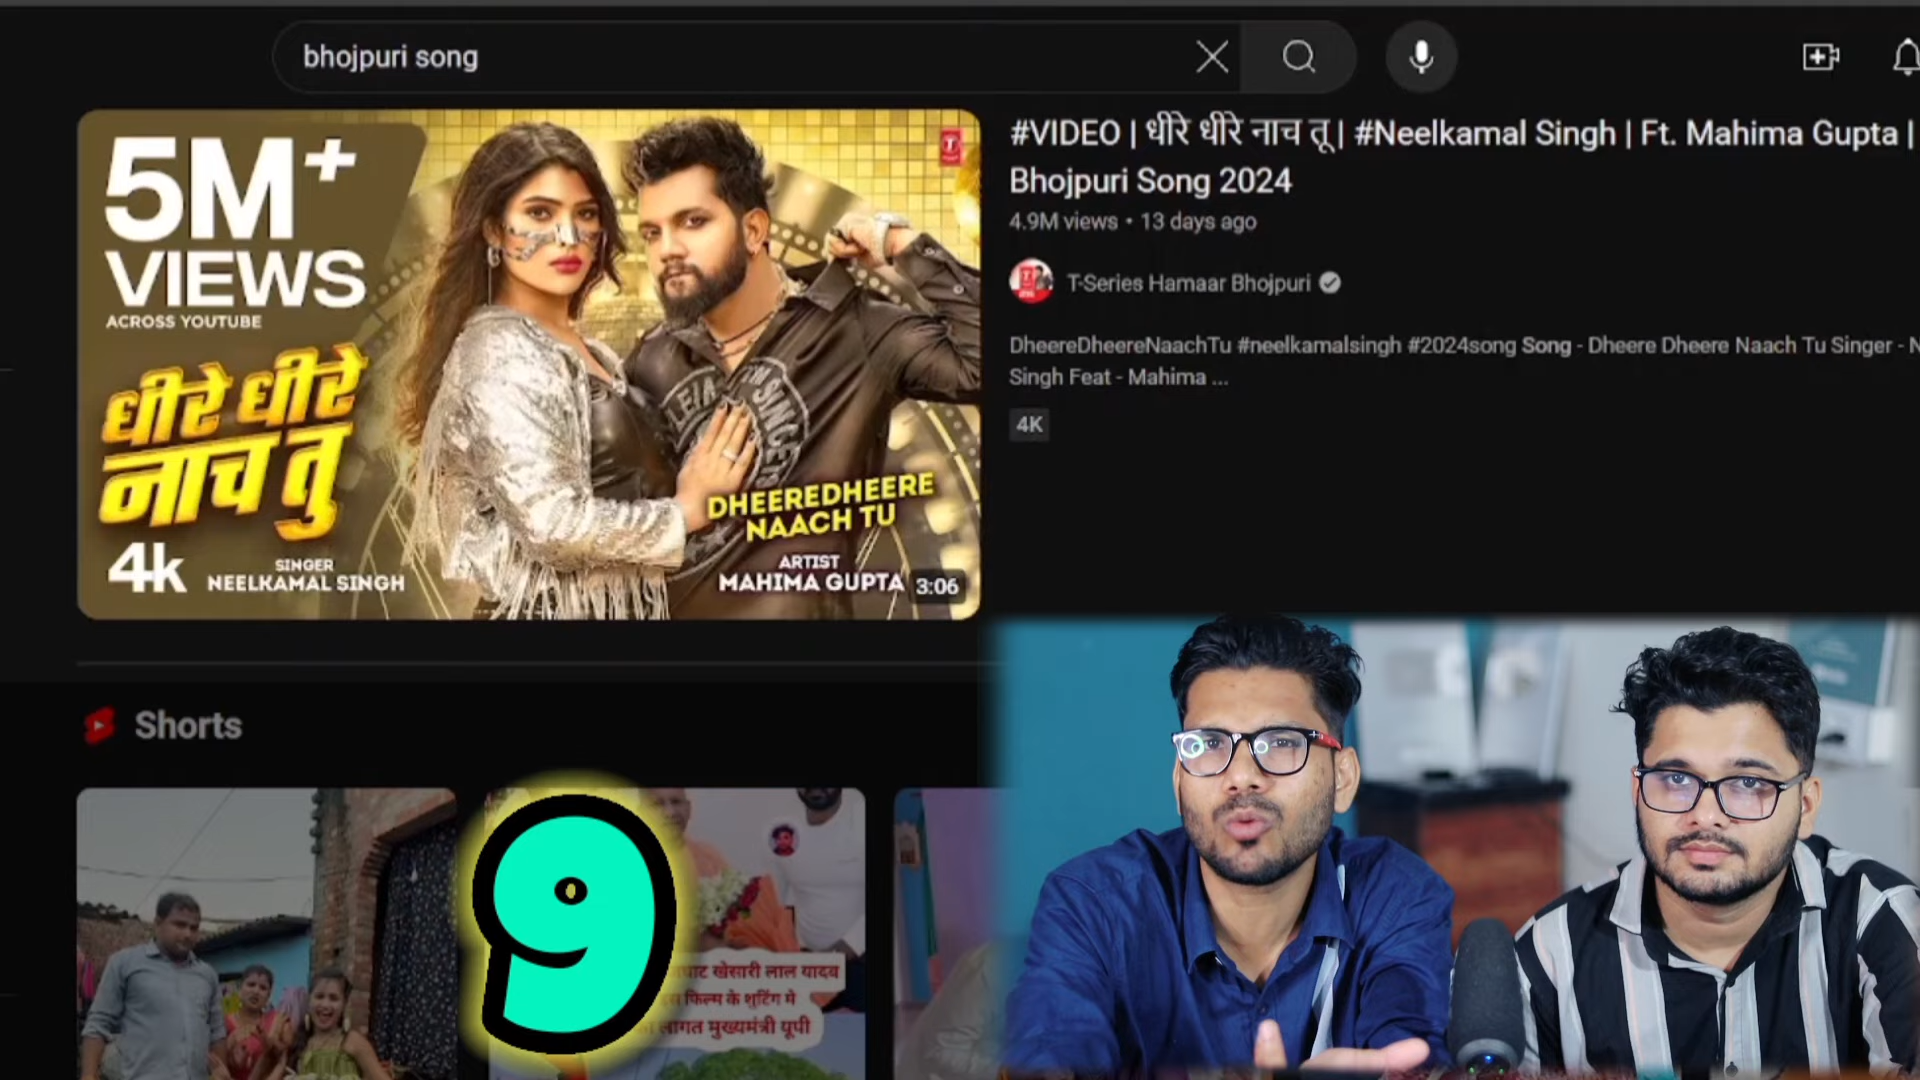 bhojpuri song
5M+
VIEWS
ACROSS YOUTUBE
धीरे धीरे
नाच तु
4k
SINGER
NEELKAMAL SINGH
DHEEREDHEERE
NAACH TU
ARTIST
MAHIMA GUPTA
3:06
#VIDEO | धीरे धीरे नाच तू | #Neelkamal Singh | Ft. Mahima Gupta |
Bhojpuri Song 2024
4.9M views • 13 days ago
T-Series Hamaar Bhojpuri
DheereDheereNaachTu #neelkamalsingh #2024song Song - Dheere Dheere Naach Tu Singer - N
Singh Feat - Mahima ...
4K
Shorts
9
खेसारी लाल यादव
फिल्म के शुटिंग मे
लागत मुख्यमंत्री यूपी